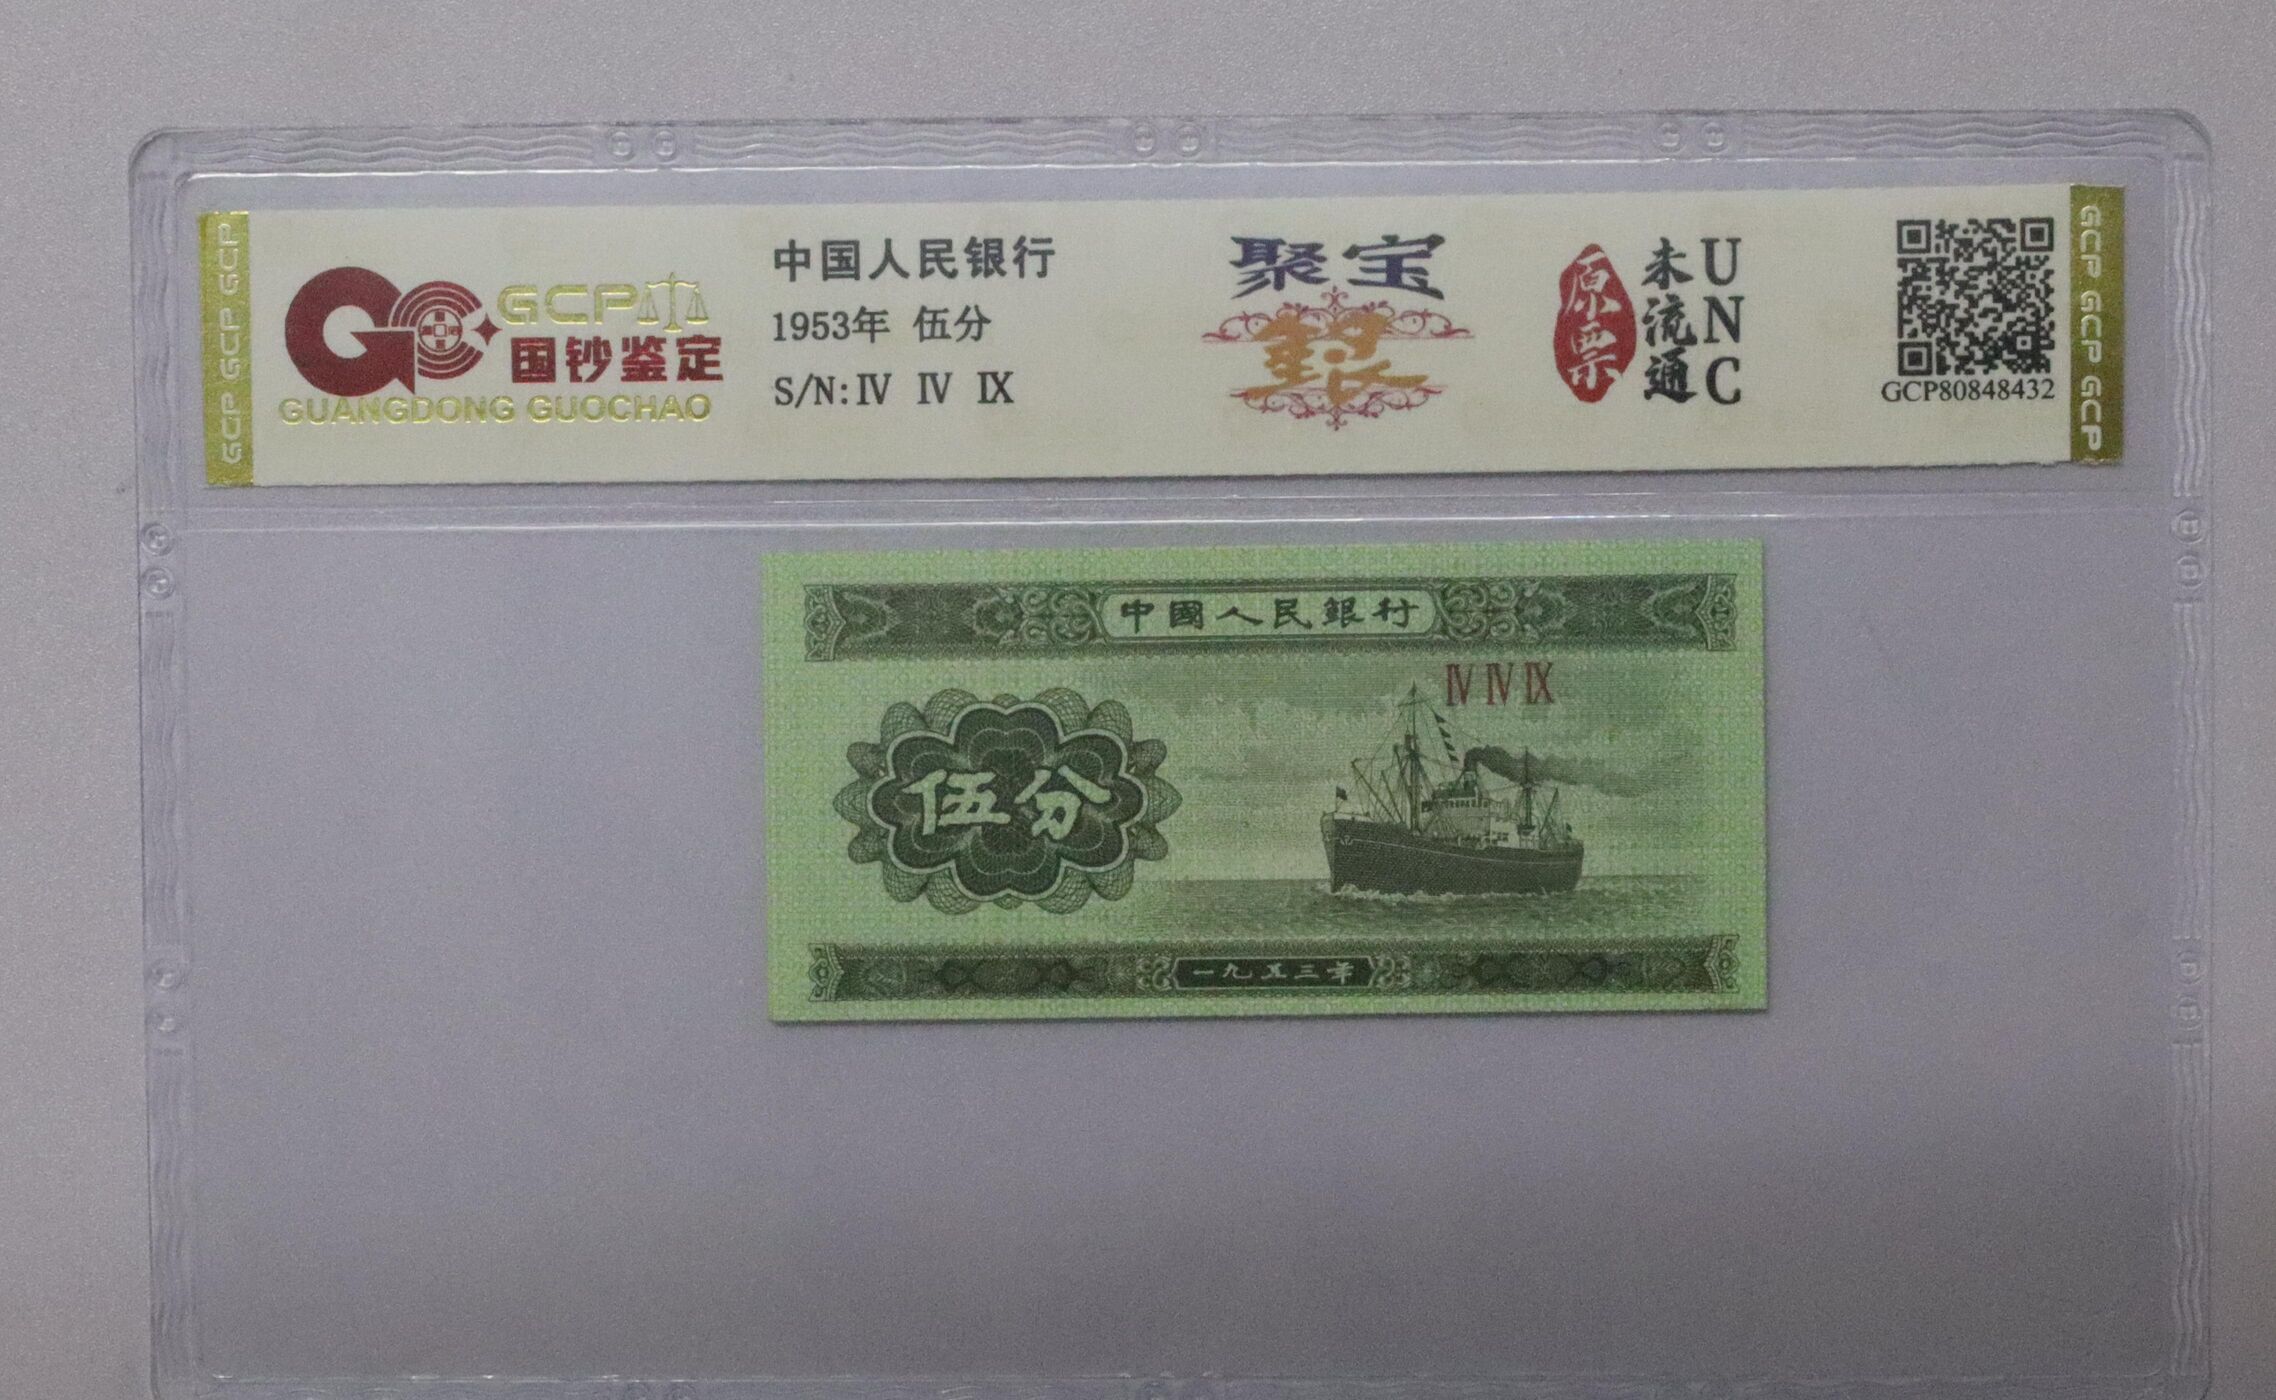 GCP GCP GCP
GCP
国钞鉴定
GUANGDONG GUOCHAO
中国人民银行
1953年 伍分
S/N:Ⅳ Ⅳ Ⅸ
聚宝
原票
未流通
UNC
GCP80848432
GCP GCP GCP
中國人民銀行
Ⅳ Ⅳ Ⅸ
伍分
一九五三年